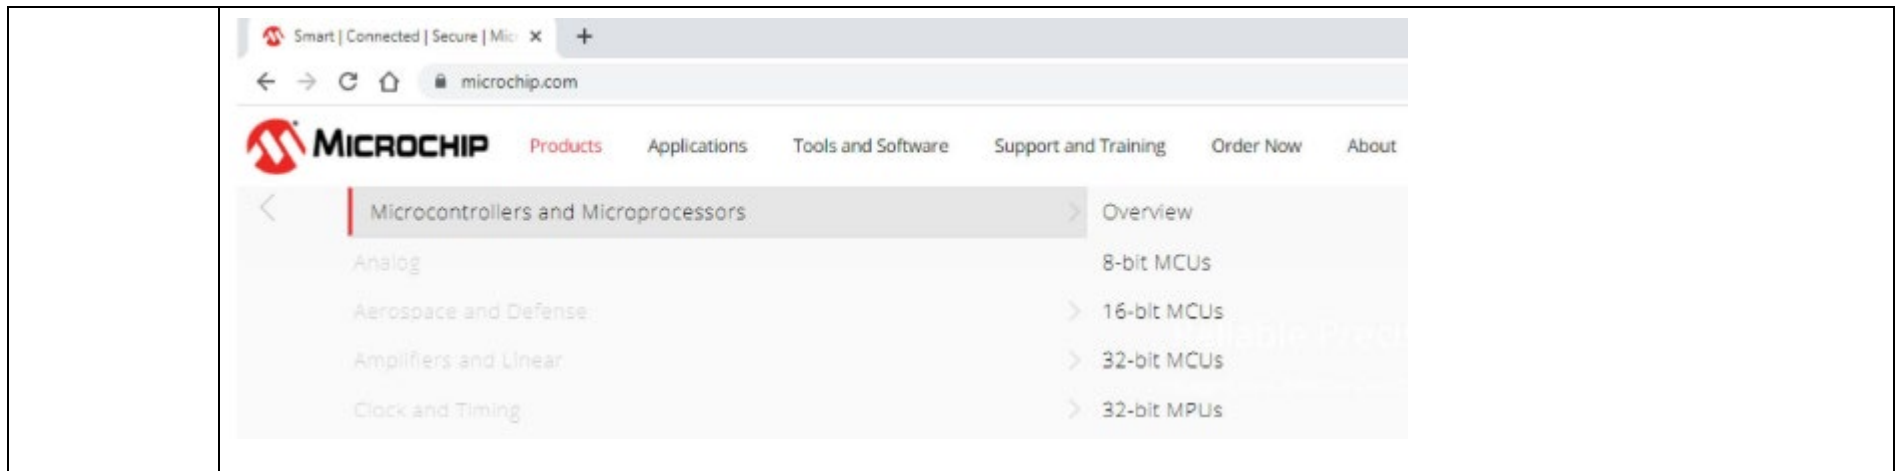 Smart | Connected | Secure | Mic
microchip.com
MICROCHIP Products Applications Tools and Software Support and Training Order Now About
Microcontrollers and Microprocessors Overview
Analog 8-bit MCUs
Aerospace and Defense 16-bit MCUs
Amplifiers and Linear 32-bit MCUs
Clock and Timing 32-bit MPUs